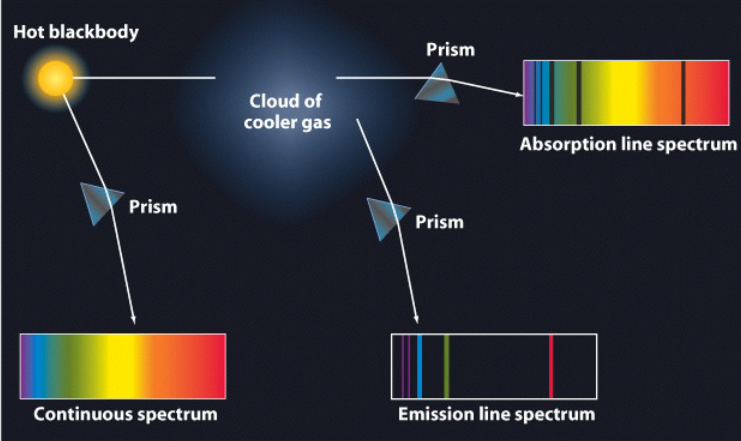 Hot blackbody
Prism
Cloud of
cooler gas
Absorption line spectrum
Prism
Prism
Continuous spectrum
Emission line spectrum